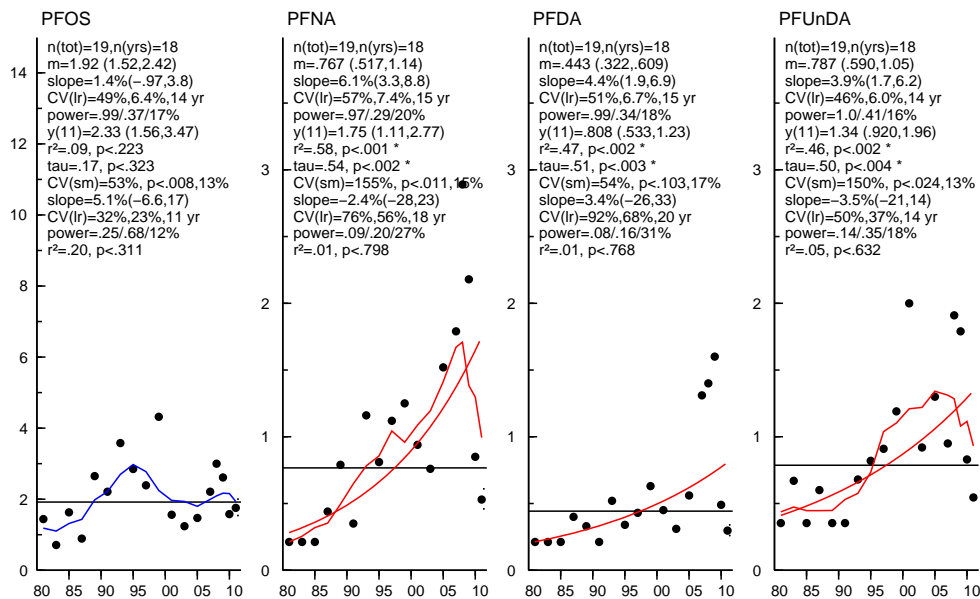 PFOS
n(tot)=19,n(yrs)=18
m=1.92 (1.52,2.42)
slope=1.4%(−.97,3.8)
CV(lr)=49%,6.4%,14 yr
power=.99/.37/17%
y(11)=2.33 (1.56,3.47)
r²=.09, p<.223
tau=.17, p<.323
CV(sm)=53%, p<.008,13%
slope=5.1%(−6.6,17)
CV(lr)=32%,23%,11 yr
power=.25/.68/12%
r²=.20, p<.311
14
12
10
8
6
4
2
0
80 85 90 95 00 05 10
PFNA
n(tot)=19,n(yrs)=18
m=.767 (.517,1.14)
slope=6.1%(3.3,8.8)
CV(lr)=57%,7.4%,15 yr
power=.97/.29/20%
y(11)=1.75 (1.11,2.77)
r²=.58, p<.001 *
tau=.54, p<.002 *
CV(sm)=155%, p<.011,15%
slope=−2.4%(−28,23)
CV(lr)=76%,56%,18 yr
power=.09/.20/27%
r²=.01, p<.798
3
2
1
0
80 85 90 95 00 05 10
PFDA
n(tot)=19,n(yrs)=18
m=.443 (.322,.609)
slope=4.4%(1.9,6.9)
CV(lr)=51%,6.7%,15 yr
power=.99/.34/18%
y(11)=.808 (.533,1.23)
r²=.47, p<.002 *
tau=.51, p<.003 *
CV(sm)=54%, p<.103,17%
slope=3.4%(−26,33)
CV(lr)=92%,68%,20 yr
power=.08/.16/31%
r²=.01, p<.768
3
2
1
0
80 85 90 95 00 05 10
PFUnDA
n(tot)=19,n(yrs)=18
m=.787 (.590,1.05)
slope=3.9%(1.7,6.2)
CV(lr)=46%,6.0%,14 yr
power=1.0/.41/16%
y(11)=1.34 (.920,1.96)
r²=.46, p<.002 *
tau=.50, p<.004 *
CV(sm)=150%, p<.024,13%
slope=−3.5%(−21,14)
CV(lr)=50%,37%,14 yr
power=.14/.35/18%
r²=.05, p<.632
3
2
1
0
80 85 90 95 00 05 10